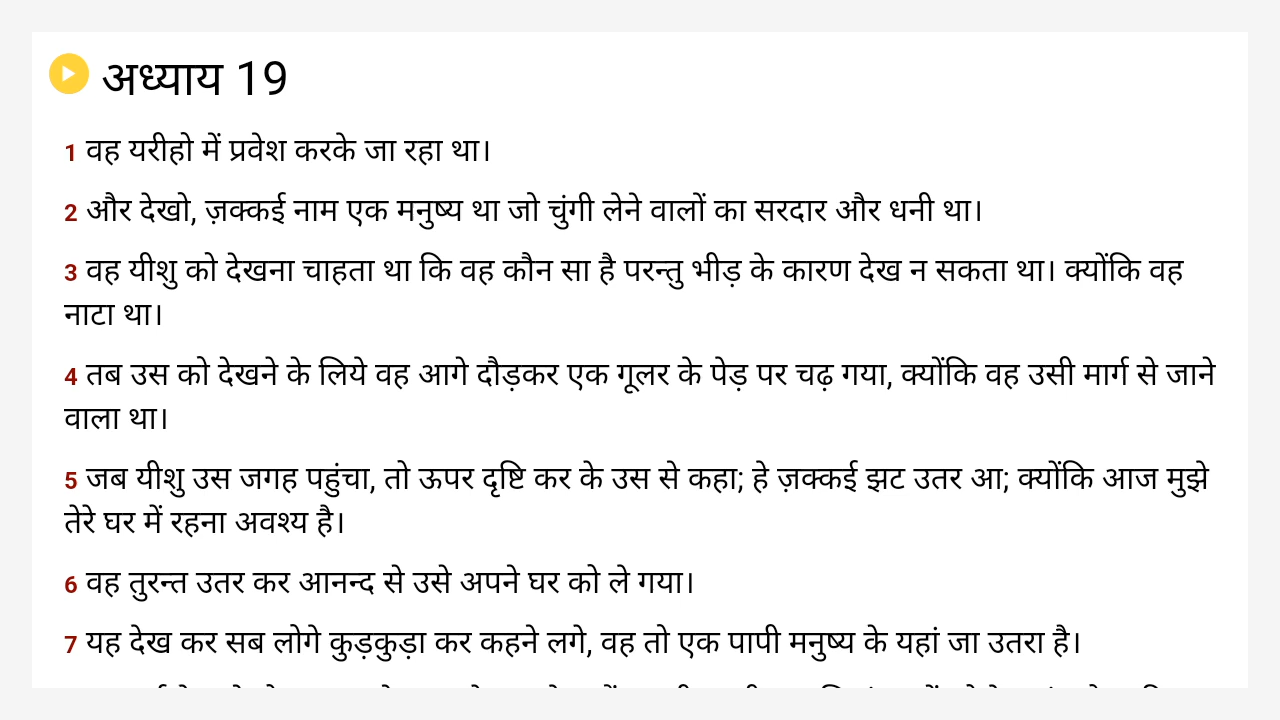 अध्याय 19
1 वह यरीहो में प्रवेश करके जा रहा था।
2 और देखो, ज़क्कई नाम एक मनुष्य था जो चुंगी लेने वालों का सरदार और धनी था।
3 वह यीशु को देखना चाहता था कि वह कौन सा है परन्तु भीड़ के कारण देख न सकता था। क्योंकि वह
नाटा था।
4 तब उस को देखने के लिये वह आगे दौड़कर एक गूलर के पेड़ पर चढ़ गया, क्योंकि वह उसी मार्ग से जाने
वाला था।
5 जब यीशु उस जगह पहुंचा, तो ऊपर दृष्टि कर के उस से कहा; हे ज़क्कई झट उतर आ; क्योंकि आज मुझे
तेरे घर में रहना अवश्य है।
6 वह तुरन्त उतर कर आनन्द से उसे अपने घर को ले गया।
7 यह देख कर सब लोगे कुड़कुड़ा कर कहने लगे, वह तो एक पापी मनुष्य के यहां जा उतरा है।